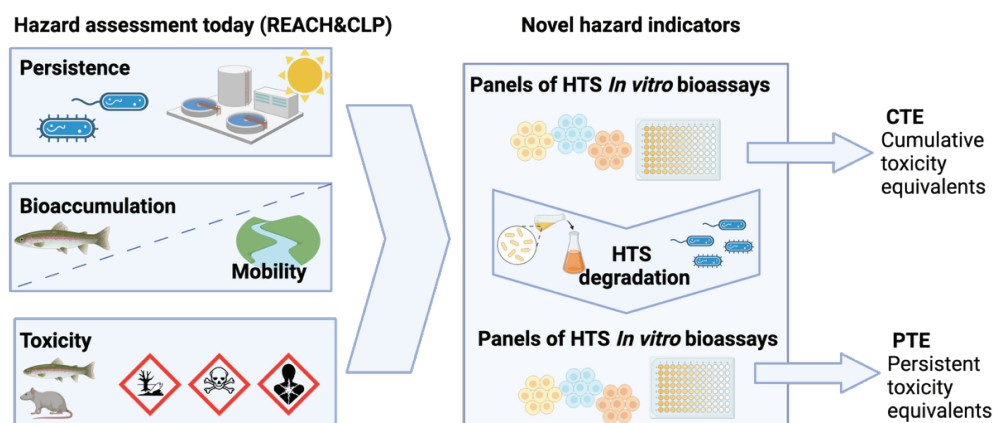 Hazard assessment today (REACH&CLP)
Persistence
Bioaccumulation
Mobility
Toxicity
Novel hazard indicators
Panels of HTS In vitro bioassays
HTS
degradation
Panels of HTS In vitro bioassays
CTE
Cumulative
toxicity
equivalents
PTE
Persistent
toxicity
equivalents